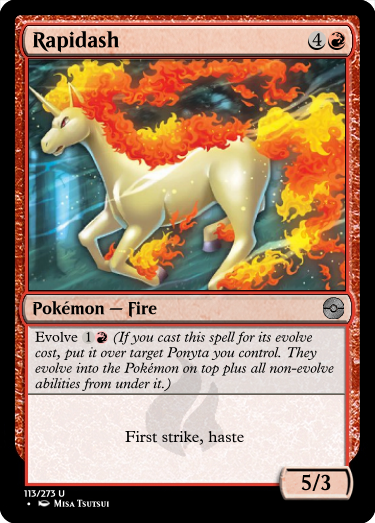 Rapidash 4
Pokémon — Fire
Evolve 1 (If you cast this spell for its evolve
cost, put it over target Ponyta you control. They
evolve into the Pokémon on top plus all non-evolve
abilities from under it.)
First strike, haste
5/3
113/273 U
• Misa Tsutsui